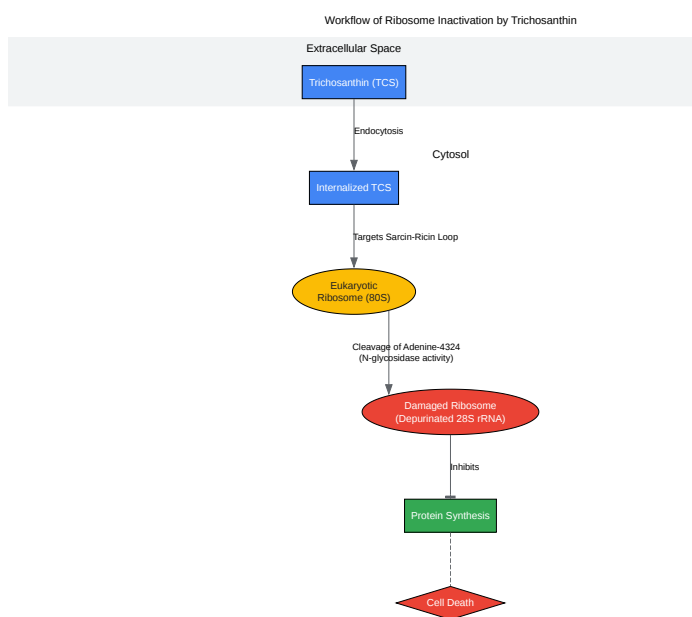 Workflow of Ribosome Inactivation by Trichosanthin
Extracellular Space
Trichosanthin (TCS)
Endocytosis
Cytosol
Internalized TCS
Targets Sarcin-Ricin Loop
Eukaryotic
Ribosome (80S)
Cleavage of Adenine-4324
(N-glycosidase activity)
Damaged Ribosome
(Depurinated 28S rRNA)
Inhibits
Protein Synthesis
Cell Death